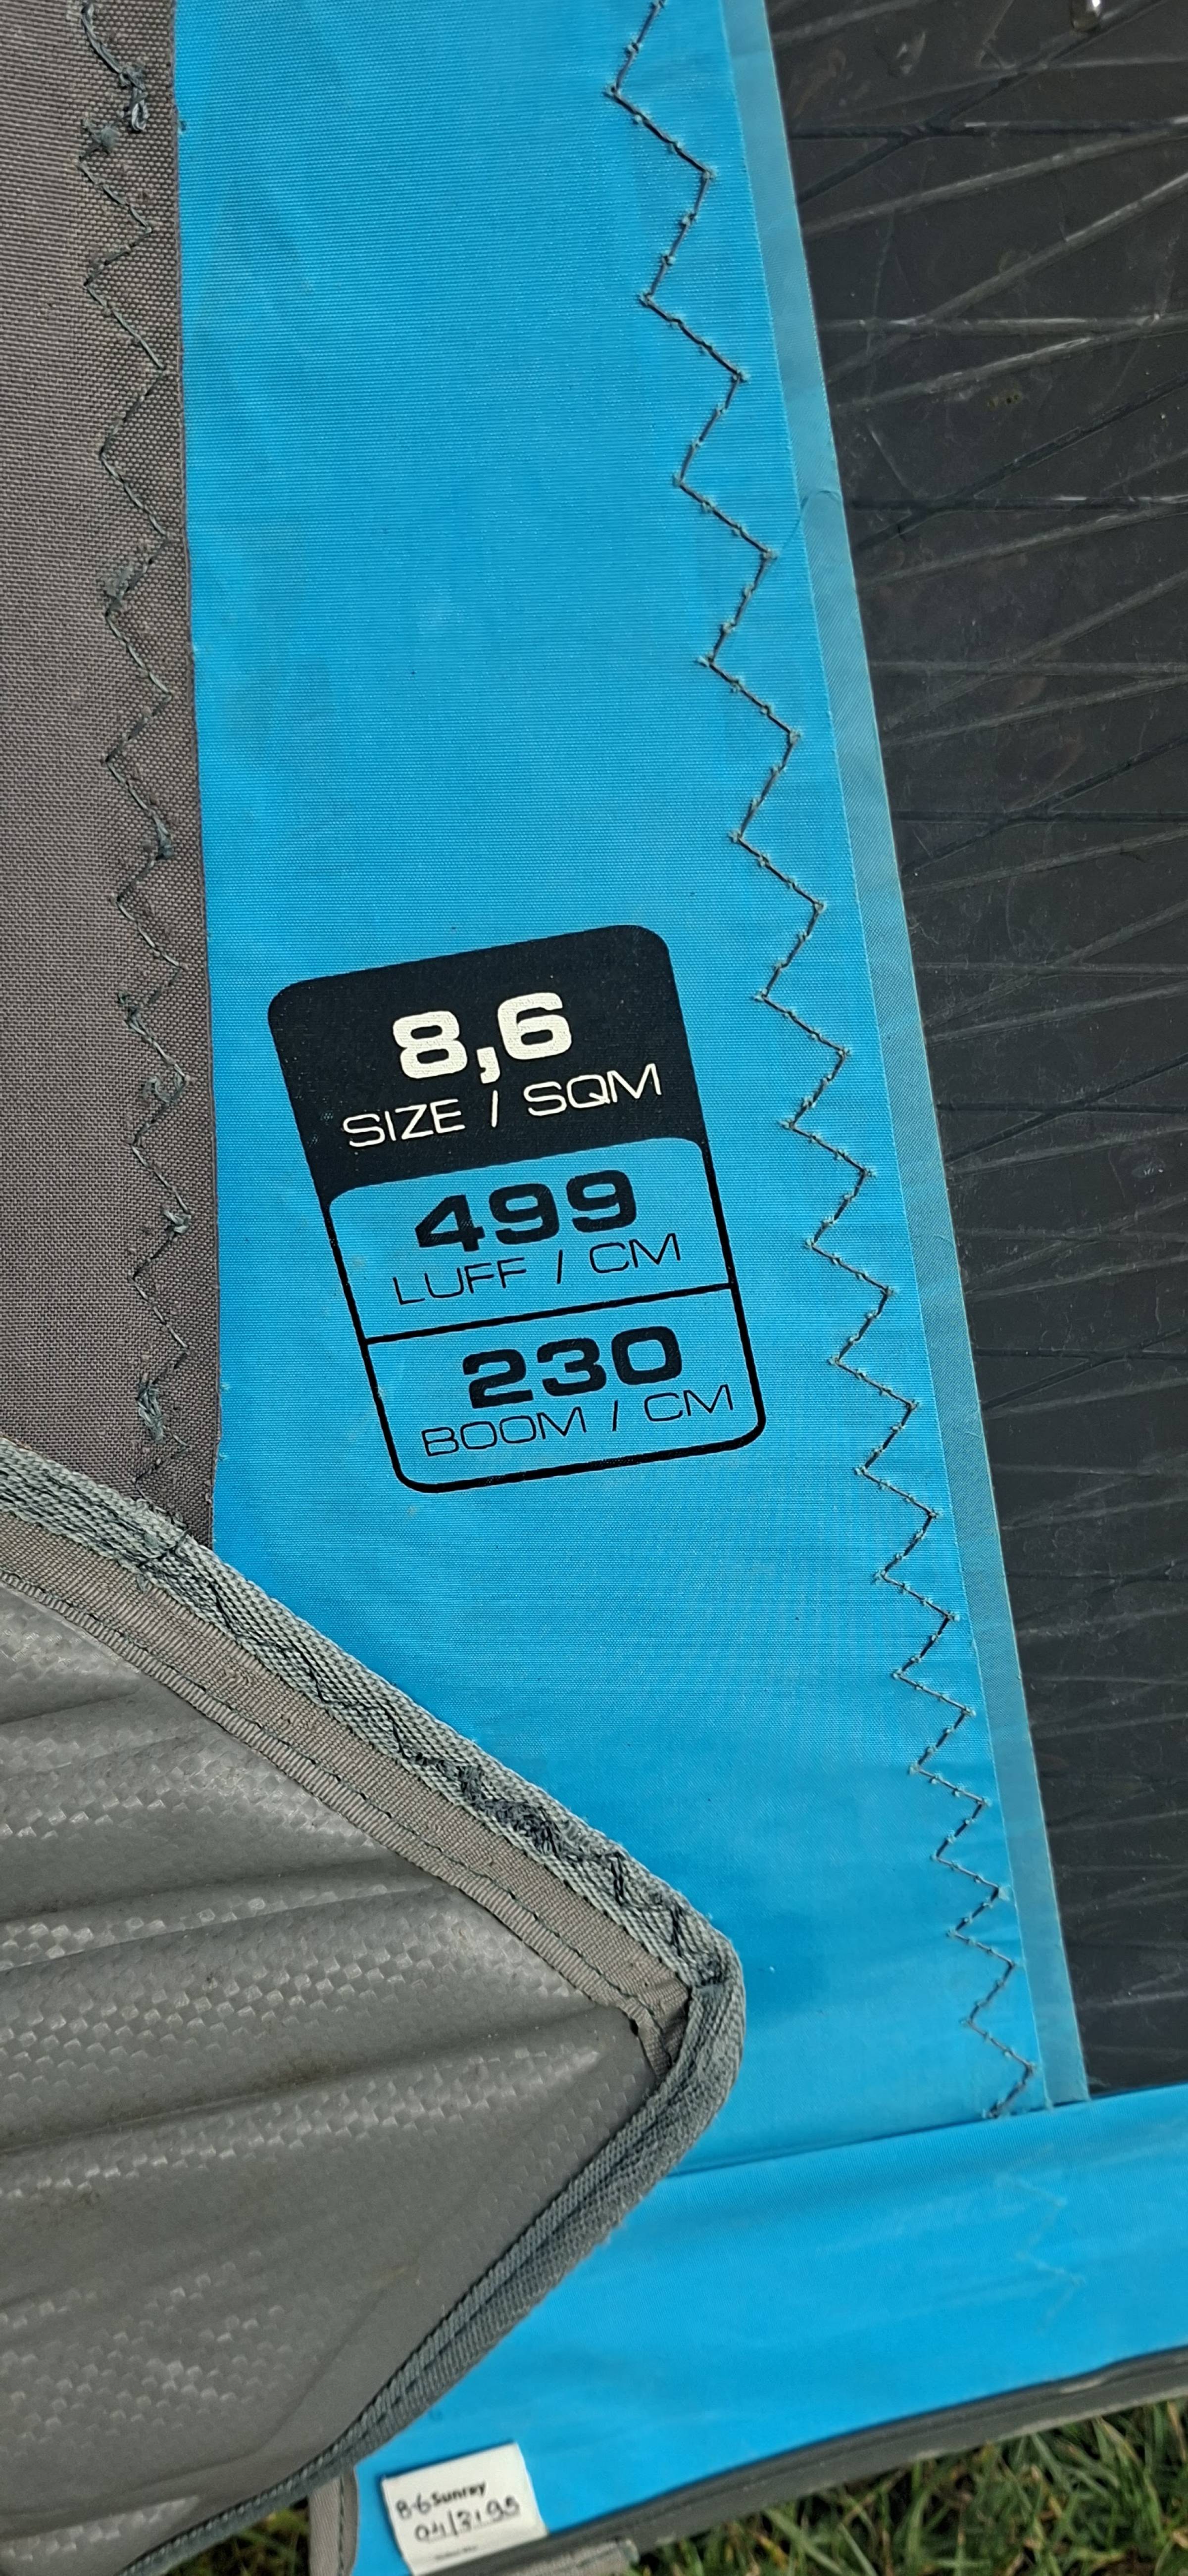 8,6
SIZE / SQM
499
LUFF / CM
230
BOOM / CM
8.6 Sunray